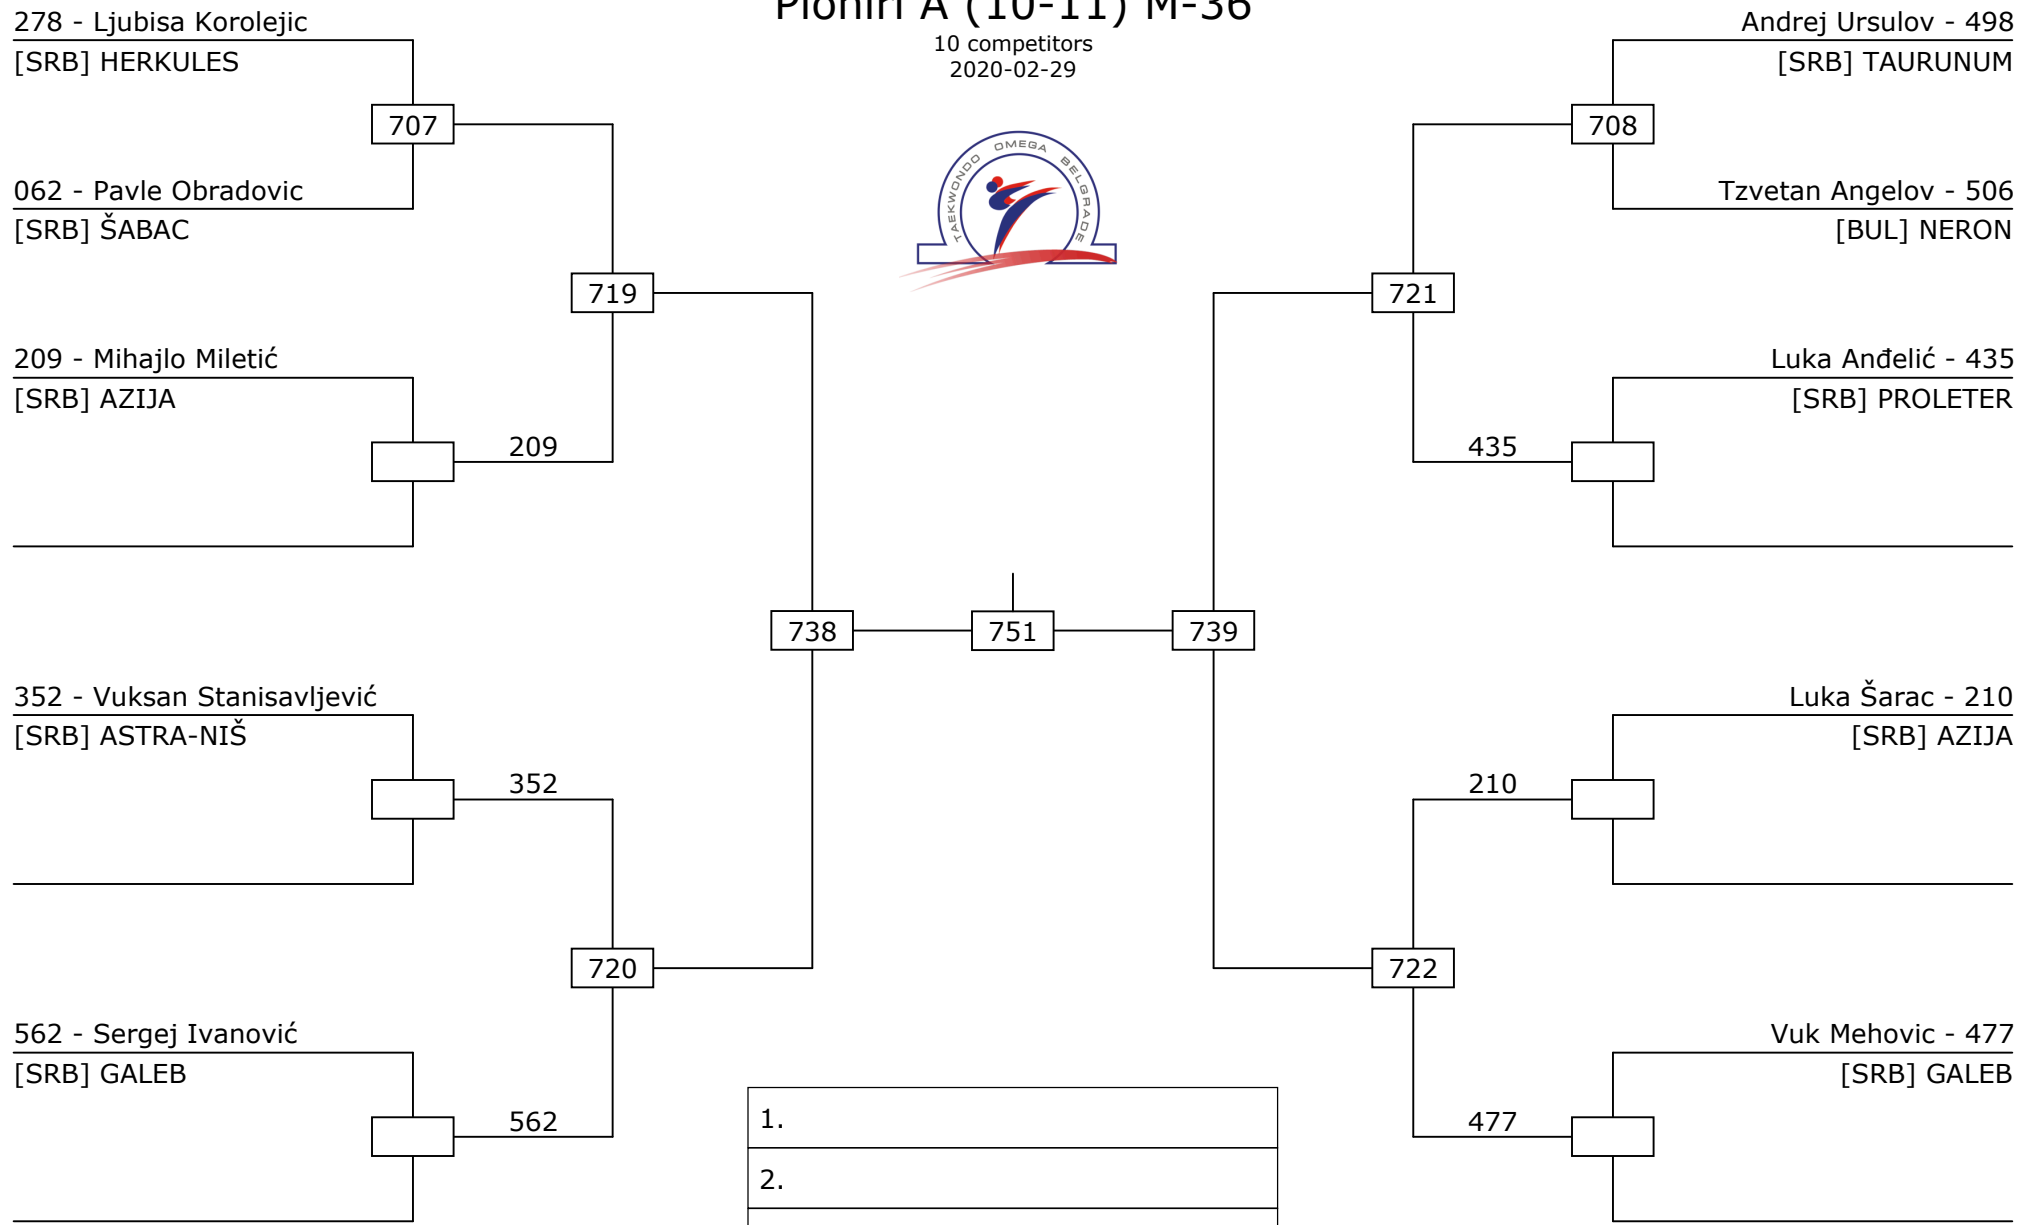 Pioniri A (10-11) M-36
10 competitors
2020-02-29
TAEKWONDO OMEGA BELGRADE
278 - Ljubisa Korolejic
[SRB] HERKULES
707
062 - Pavle Obradovic
[SRB] ŠABAC
719
209 - Mihajlo Miletić
[SRB] AZIJA
209
738
352 - Vuksan Stanisavljević
[SRB] ASTRA-NIŠ
352
720
562 - Sergej Ivanović
[SRB] GALEB
562
751
Andrej Ursulov - 498
[SRB] TAURUNUM
708
Tzvetan Angelov - 506
[BUL] NERON
721
Luka Anđelić - 435
[SRB] PROLETER
435
739
Luka Šarac - 210
[SRB] AZIJA
210
722
Vuk Mehovic - 477
[SRB] GALEB
477
1.
2.